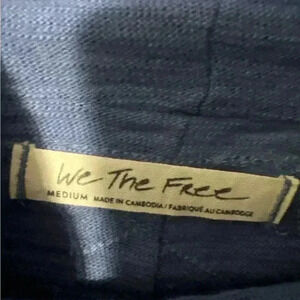 We The Free
MEDIUM MADE IN CAMBODIA / FABRIQUÉ AU CAMBODGE